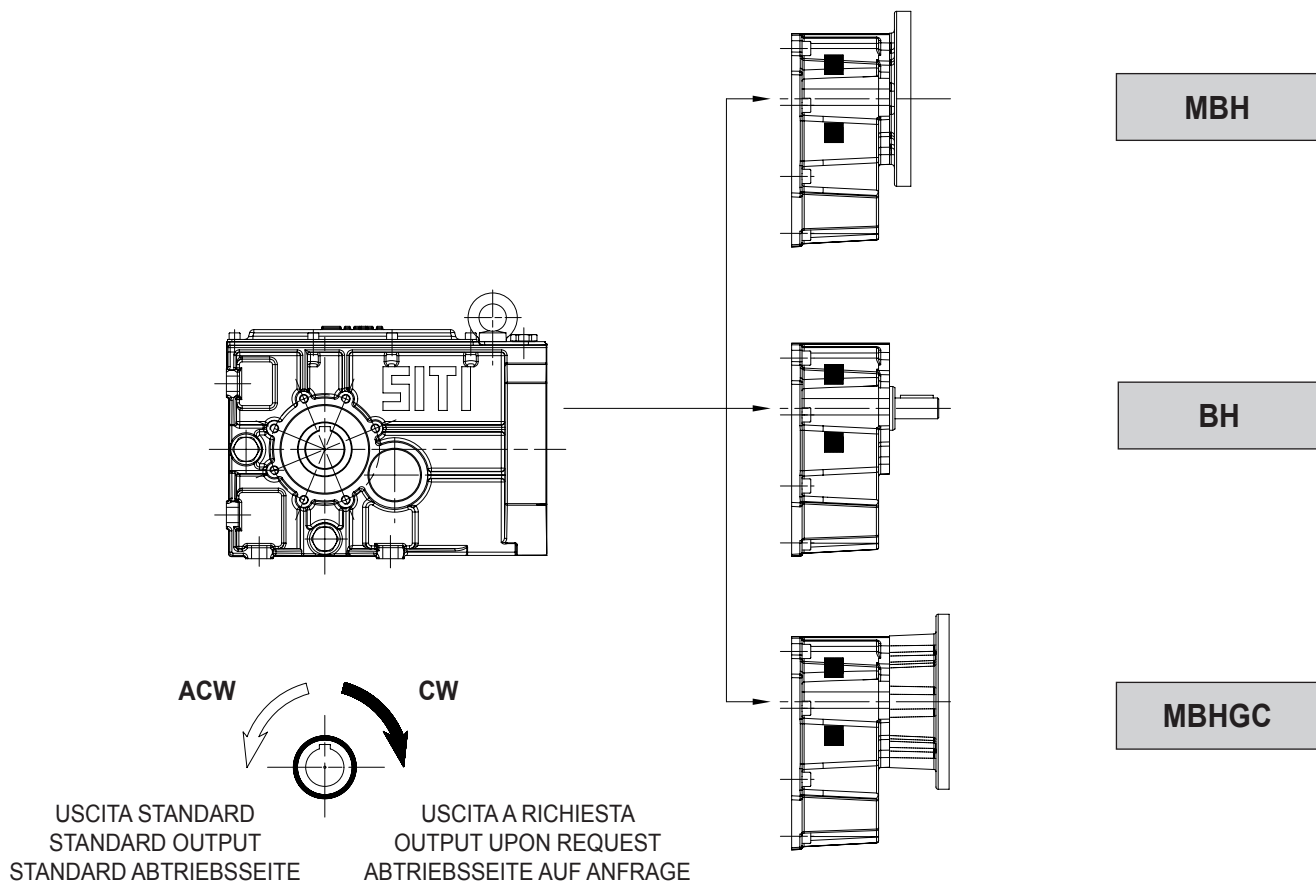 MBH
SITI
BH
ACW
CW
MBHGC
USCITA STANDARD
STANDARD OUTPUT
STANDARD ABTRIEBSSEITE
USCITA A RICHIESTA
OUTPUT UPON REQUEST
ABTRIEBSSEITE AUF ANFRAGE